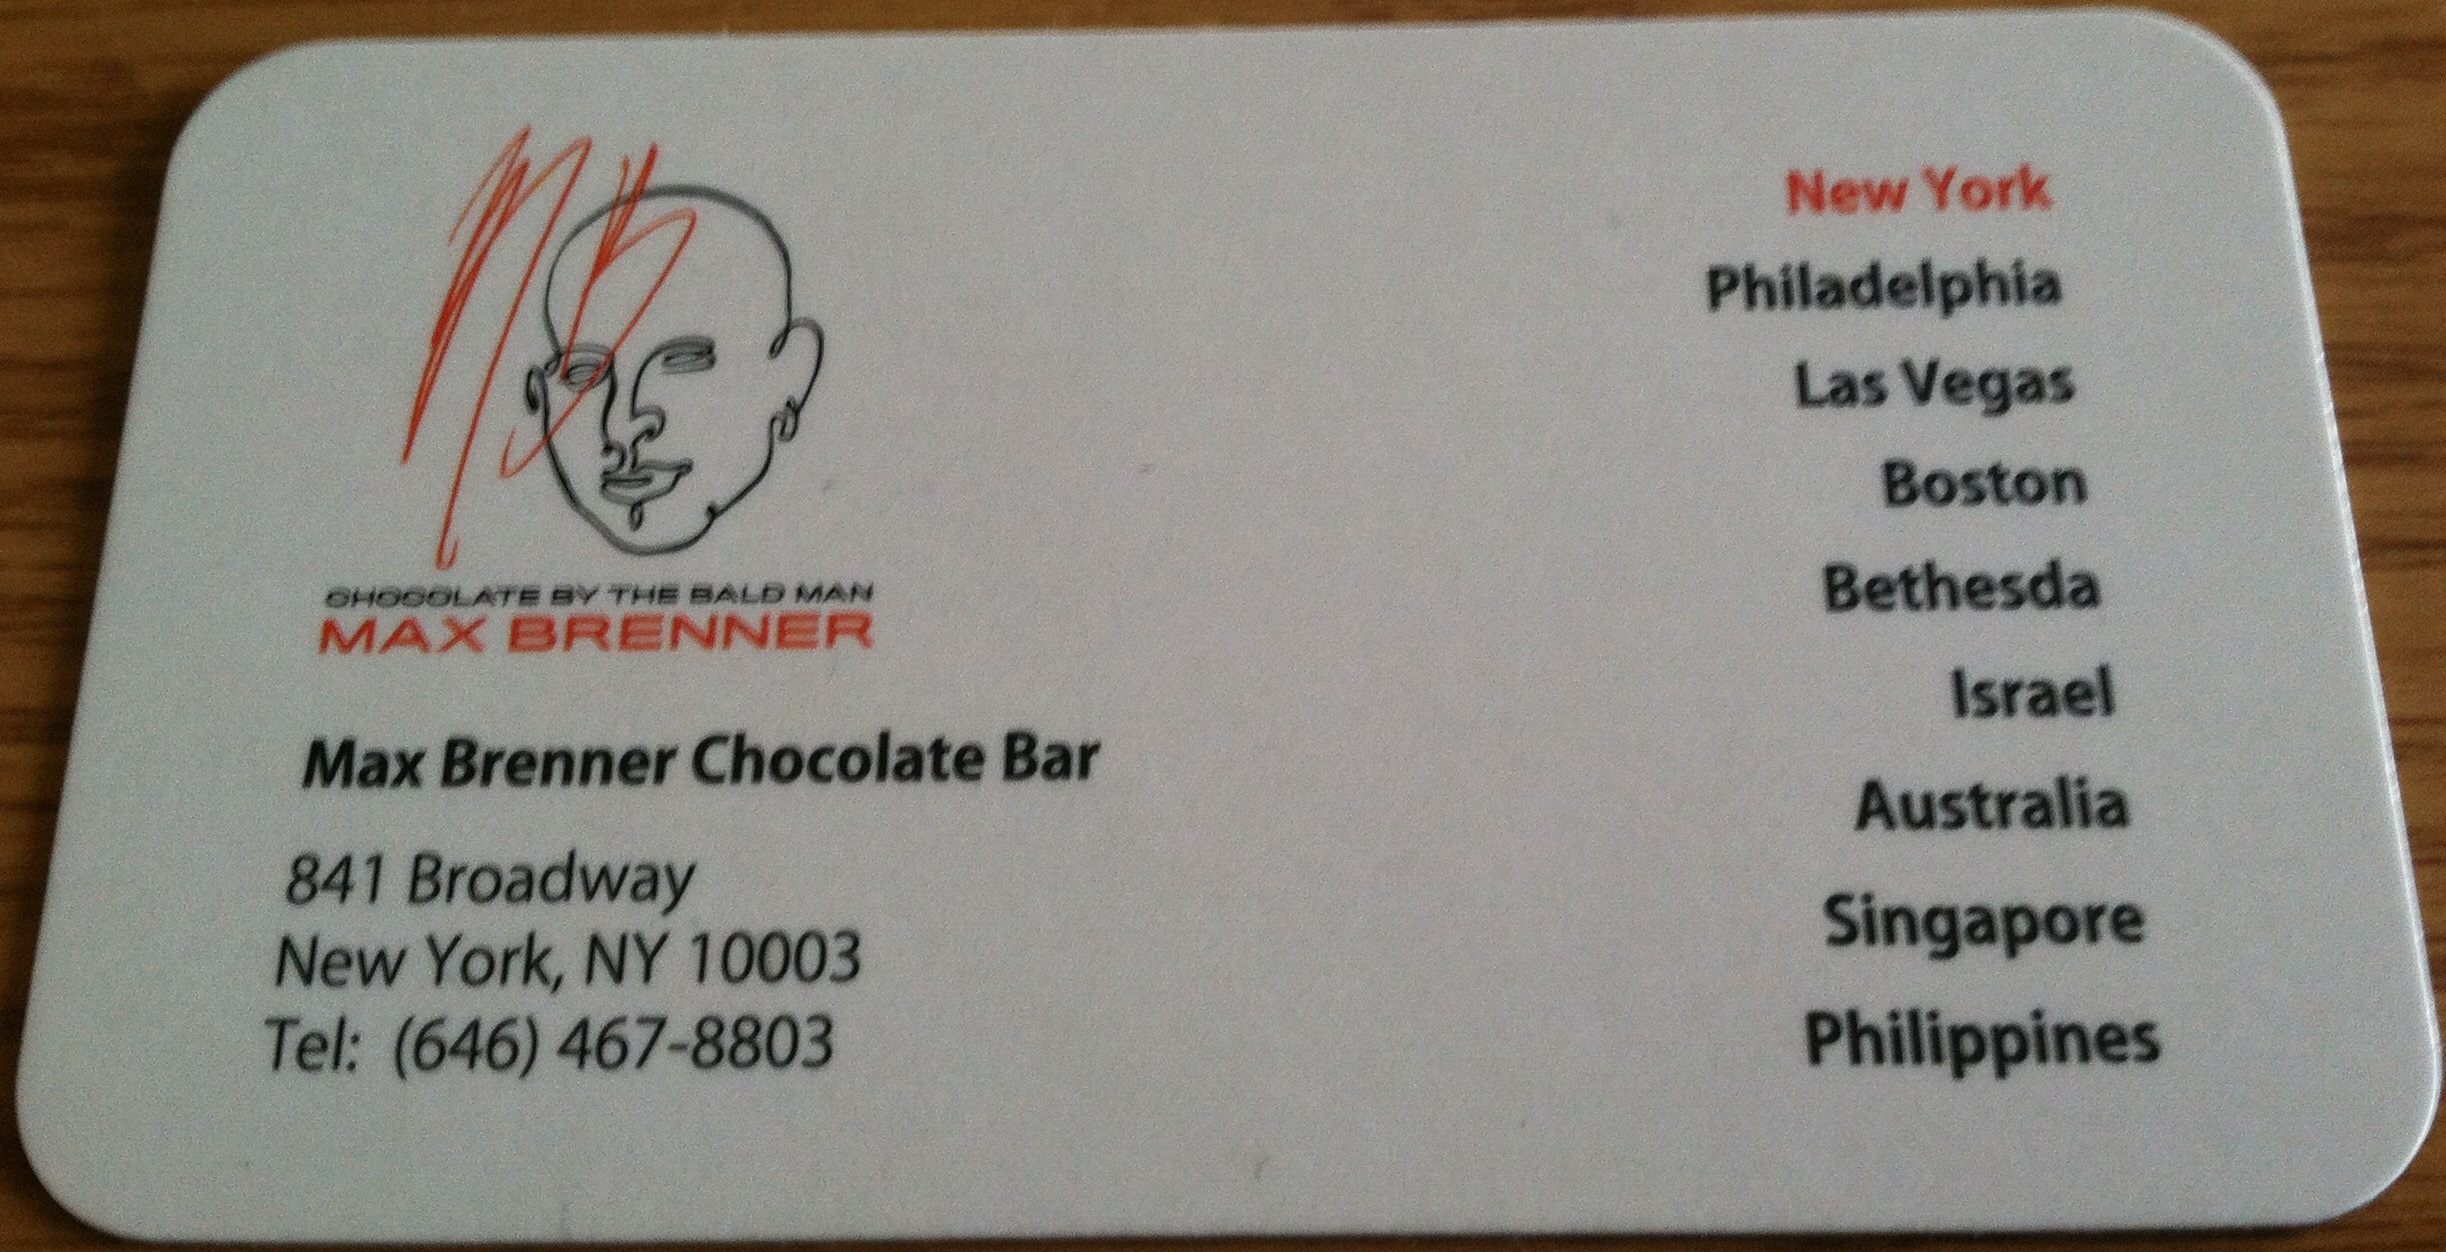 MB
CHOCOLATE BY THE BALD MAN
MAX BRENNER
Max Brenner Chocolate Bar
841 Broadway
New York, NY 10003
Tel: (646) 467-8803
New York
Philadelphia
Las Vegas
Boston
Bethesda
Israel
Australia
Singapore
Philippines